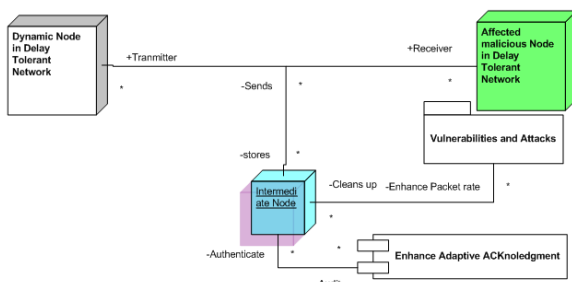 Dynamic Node
in Delay
Tolerant
Network
+Tranmitter
*
+Receiver
*
Affected
malicious Node
in Delay
Tolerant
Network
-Sends
*
Vulnerabilities and Attacks
-stores
*
Intermedi
ate Node
-Cleans up
-Enhance Packet rate
*
*
-Authenticate
*
*
Enhance Adaptive ACKnoledgment